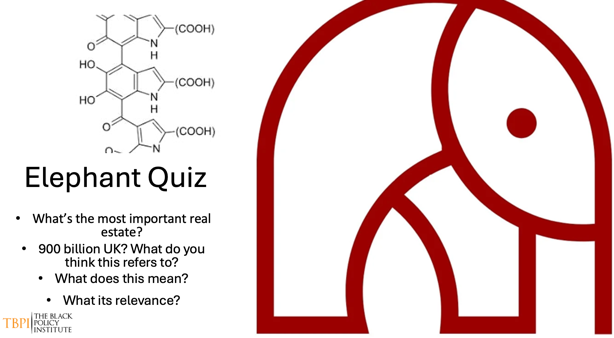 (COOH)
O
N
H
HO
(COOH)
HO
N
H
O
(COOH)
O
N
Elephant Quiz
• What's the most important real
estate?
• 900 billion UK? What do you
think this refers to?
• What does this mean?
• What its relevance?
TBPI THE BLACK
POLICY
INSTITUTE